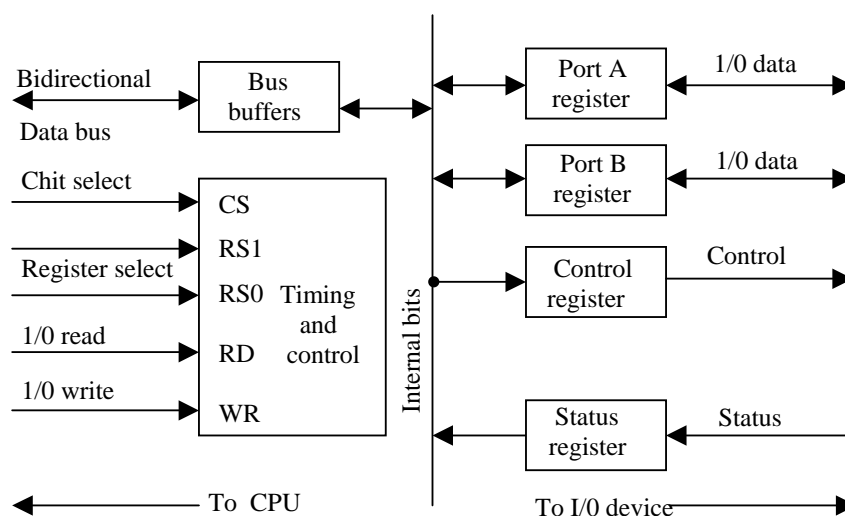 Bidirectional
Data bus
Bus
buffers
Chit select
Register select
1/0 read
1/0 write
CS
RS1
RS0
RD
WR
Timing
and
control
Internal bits
Port A
register
1/0 data
Port B
register
1/0 data
Control
register
Control
Status
register
Status
To CPU
To I/0 device